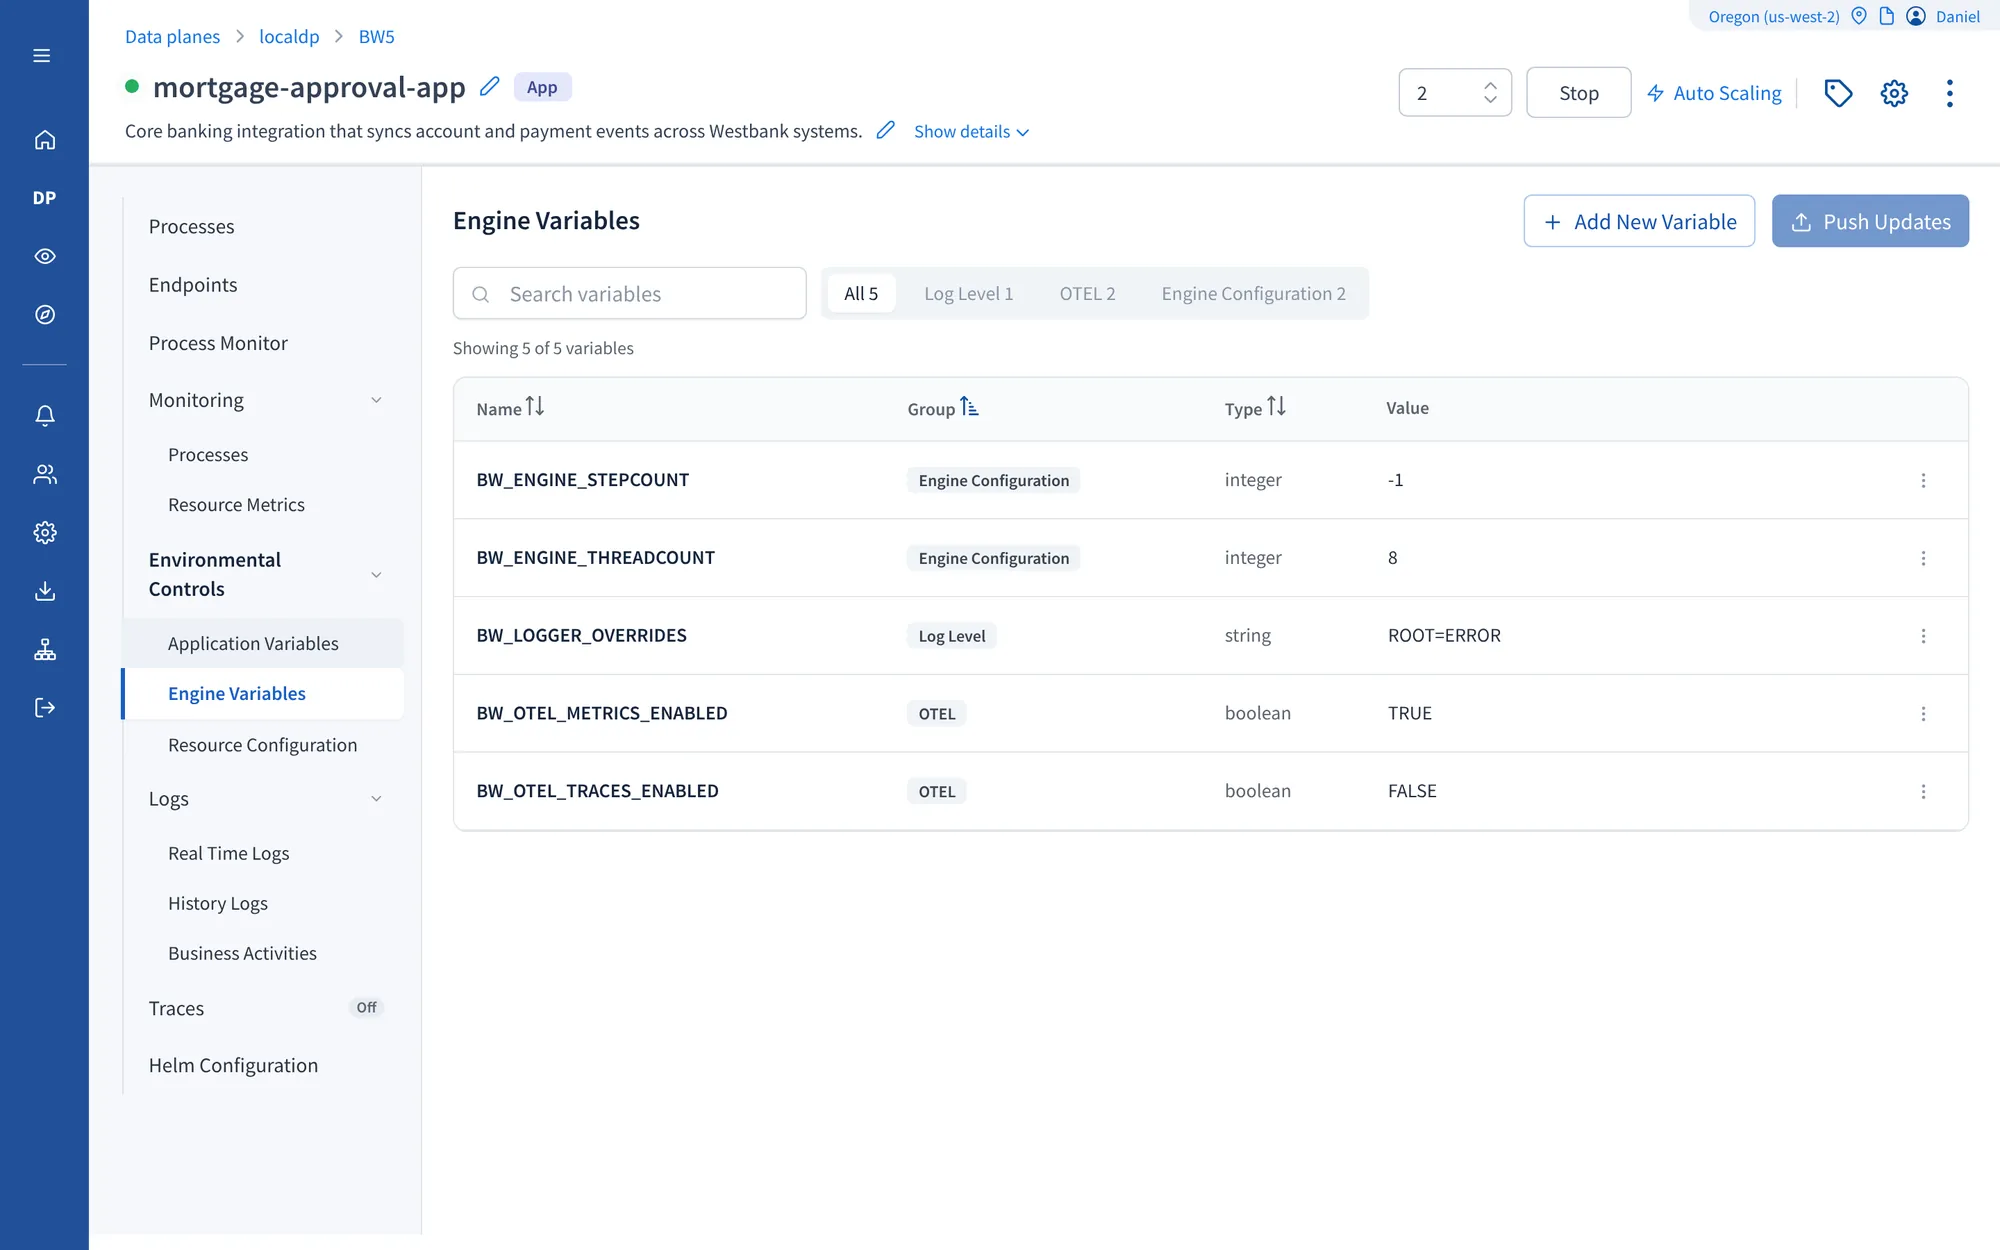 Oregon (us-west-2) Daniel
Data planes > localdp > BW5
mortgage-approval-app App
2 Stop Auto Scaling
Core banking integration that syncs account and payment events across Westbank systems. Show details
DP
Processes
Endpoints
Process Monitor
Monitoring
Processes
Resource Metrics
Environmental
Controls
Application Variables
Engine Variables
Resource Configuration
Logs
Real Time Logs
History Logs
Business Activities
Traces Off
Helm Configuration
Engine Variables
+ Add New Variable Push Updates
Search variables All 5 Log Level 1 OTEL 2 Engine Configuration 2
Showing 5 of 5 variables
Name Group Type Value
BW_ENGINE_STEPCOUNT Engine Configuration integer -1
BW_ENGINE_THREADCOUNT Engine Configuration integer 8
BW_LOGGER_OVERRIDES Log Level string ROOT=ERROR
BW_OTEL_METRICS_ENABLED OTEL boolean TRUE
BW_OTEL_TRACES_ENABLED OTEL boolean FALSE